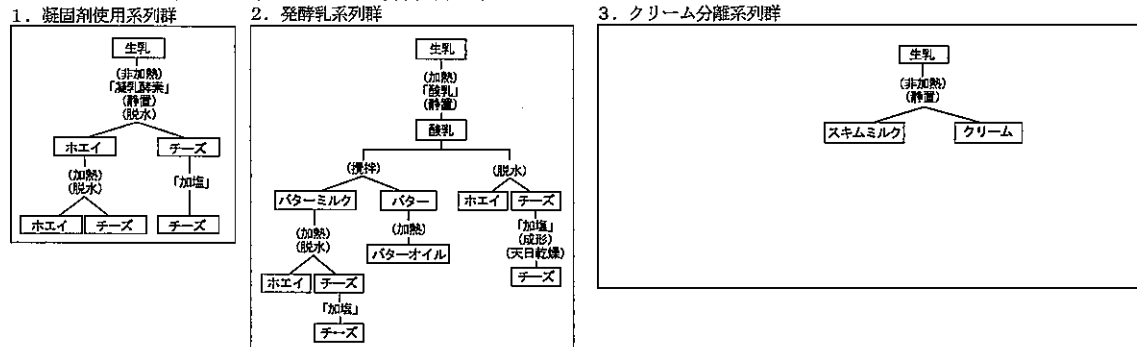 1．凝固剤使用系列群
生乳
(非加熱)
「凝乳酵素」
(静置)
(脱水)
ホエイ
チーズ
(加熱)
(脱水)
「加塩」
ホエイ
チーズ
チーズ
2．発酵乳系列群
生乳
(加熱)
「酸乳」
(静置)
酸乳
(攪拌)
(脱水)
バターミルク
バター
ホエイ
チーズ
(加熱)
(脱水)
(加熱)
「加塩」
(成形)
(天日乾燥)
バターオイル
チーズ
ホエイ
チーズ
「加塩」
チーズ
3．クリーム分離系列群
生乳
(非加熱)
(静置)
スキムミルク
クリーム